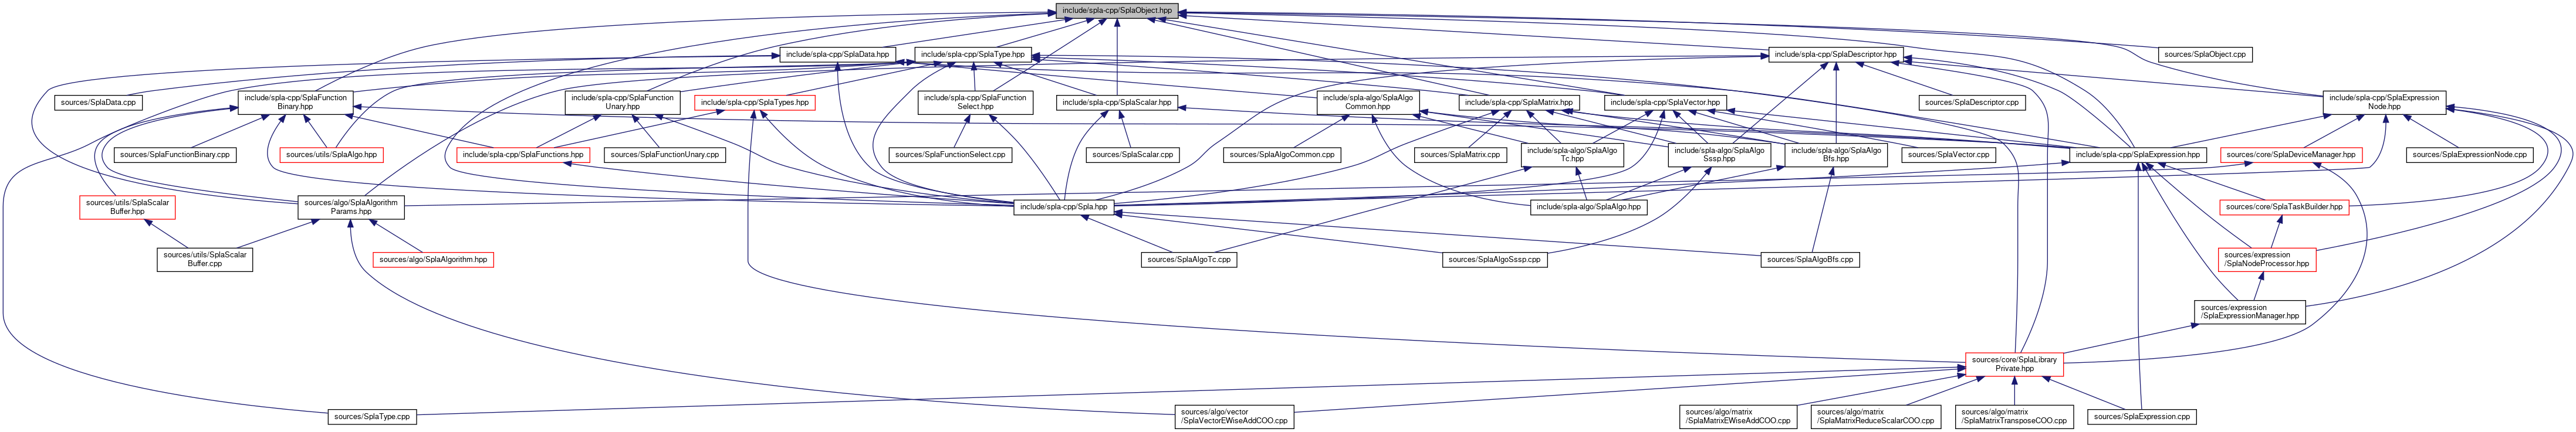 include/spla-cpp/SplaObject.hpp
include/spla-cpp/SplaData.hpp
include/spla-cpp/SplaType.hpp
include/spla-cpp/SplaDescriptor.hpp
sources/SplaObject.cpp
sources/SplaData.cpp
include/spla-cpp/SplaFunction
Binary.hpp
include/spla-cpp/SplaFunction
Unary.hpp
include/spla-cpp/SplaTypes.hpp
include/spla-cpp/SplaFunction
Select.hpp
include/spla-cpp/SplaScalar.hpp
include/spla-algo/SplaAlgo
Common.hpp
include/spla-cpp/SplaMatrix.hpp
include/spla-cpp/SplaVector.hpp
sources/SplaDescriptor.cpp
include/spla-cpp/SplaExpression
Node.hpp
sources/SplaFunctionBinary.cpp
sources/utils/SplaAlgo.hpp
include/spla-cpp/SplaFunctions.hpp
sources/SplaFunctionUnary.cpp
sources/SplaFunctionSelect.cpp
sources/SplaScalar.cpp
sources/SplaAlgoCommon.cpp
sources/SplaMatrix.cpp
include/spla-algo/SplaAlgo
Tc.hpp
include/spla-algo/SplaAlgo
Sssp.hpp
include/spla-algo/SplaAlgo
Bfs.hpp
sources/SplaVector.cpp
include/spla-cpp/SplaExpression.hpp
sources/core/SplaDeviceManager.hpp
sources/SplaExpressionNode.cpp
sources/utils/SplaScalar
Buffer.hpp
sources/algo/SplaAlgorithm
Params.hpp
include/spla-cpp/Spla.hpp
include/spla-algo/SplaAlgo.hpp
sources/core/SplaTaskBuilder.hpp
sources/utils/SplaScalar
Buffer.cpp
sources/algo/SplaAlgorithm.hpp
sources/SplaAlgoTc.cpp
sources/SplaAlgoSssp.cpp
sources/SplaAlgoBfs.cpp
sources/expression
/SplaNodeProcessor.hpp
sources/expression
/SplaExpressionManager.hpp
sources/core/SplaLibrary
Private.hpp
sources/SplaType.cpp
sources/algo/vector
/SplaVectorEWiseAddCOO.cpp
sources/algo/matrix
/SplaMatrixEWiseAddCOO.cpp
sources/algo/matrix
/SplaMatrixReduceScalarCOO.cpp
sources/algo/matrix
/SplaMatrixTransposeCOO.cpp
sources/SplaExpression.cpp